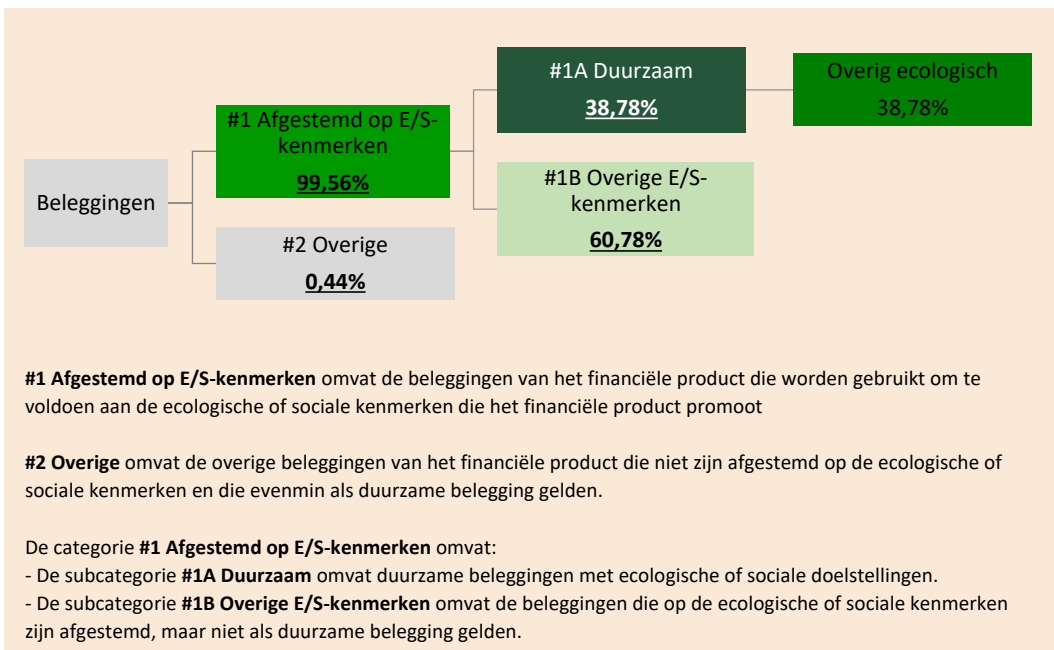 #1A Duurzaam
38,78%
Overig ecologisch
38,78%
#1 Afgestemd op E/S-
kenmerken
99,56%
#1B Overige E/S-
kenmerken
60,78%
Beleggingen
#2 Overige
0,44%
#1 Afgestemd op E/S-kenmerken omvat de beleggingen van het financiële product die worden gebruikt om te
voldoen aan de ecologische of sociale kenmerken die het financiële product promoot
#2 Overige omvat de overige beleggingen van het financiële product die niet zijn afgestemd op de ecologische of
sociale kenmerken en die evenmin als duurzame belegging gelden.
De categorie #1 Afgestemd op E/S-kenmerken omvat:
- De subcategorie #1A Duurzaam omvat duurzame beleggingen met ecologische of sociale doelstellingen.
- De subcategorie #1B Overige E/S-kenmerken omvat de beleggingen die op de ecologische of sociale kenmerken
zijn afgestemd, maar niet als duurzame belegging gelden.